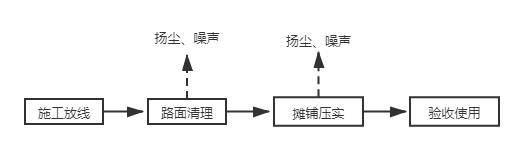 扬尘、噪声
扬尘、噪声
施工放线
路面清理
摊铺压实
验收使用